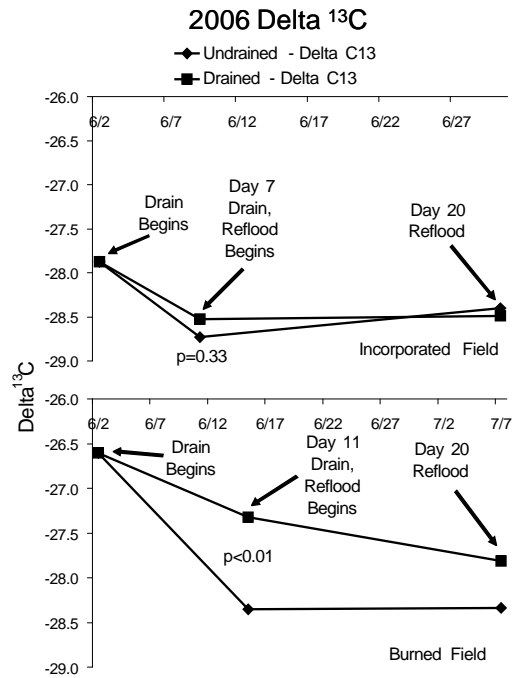 2006 Delta ¹³C
Undrained - Delta C13
Drained - Delta C13
-26.0
6/2 6/7 6/12 6/17 6/22 6/27
-26.5
-27.0
-27.5
-28.0
-28.5
-29.0
Drain
Begins
Day 7
Drain,
Reflood
Begins
Day 20
Reflood
p=0.33
Incorporated Field
Delta¹³C
-26.0
6/2 6/7 6/12 6/17 6/22 6/27 7/2 7/7
-26.5
-27.0
-27.5
-28.0
-28.5
-29.0
Drain
Begins
Day 11
Drain,
Reflood
Begins
Day 20
Reflood
p<0.01
Burned Field